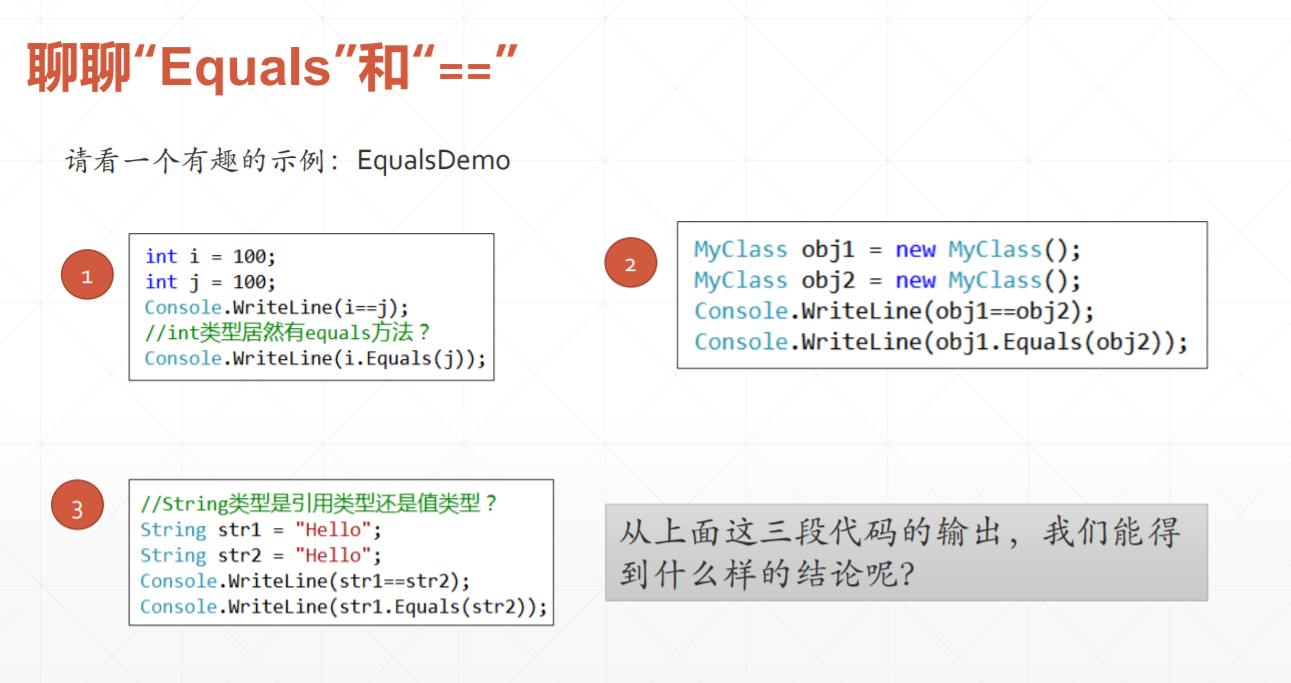 聊聊“Equals”和“==”
请看一个有趣的示例：EqualsDemo
1
int i = 100;
int j = 100;
Console.WriteLine(i==j);
//int类型居然有equals方法？
Console.WriteLine(i.Equals(j));
2
MyClass obj1 = new MyClass();
MyClass obj2 = new MyClass();
Console.WriteLine(obj1==obj2);
Console.WriteLine(obj1.Equals(obj2));
3
//String类型是引用类型还是值类型？
String str1 = "Hello";
String str2 = "Hello";
Console.WriteLine(str1==str2);
Console.WriteLine(str1.Equals(str2));
从上面这三段代码的输出，我们能得
到什么样的结论呢?